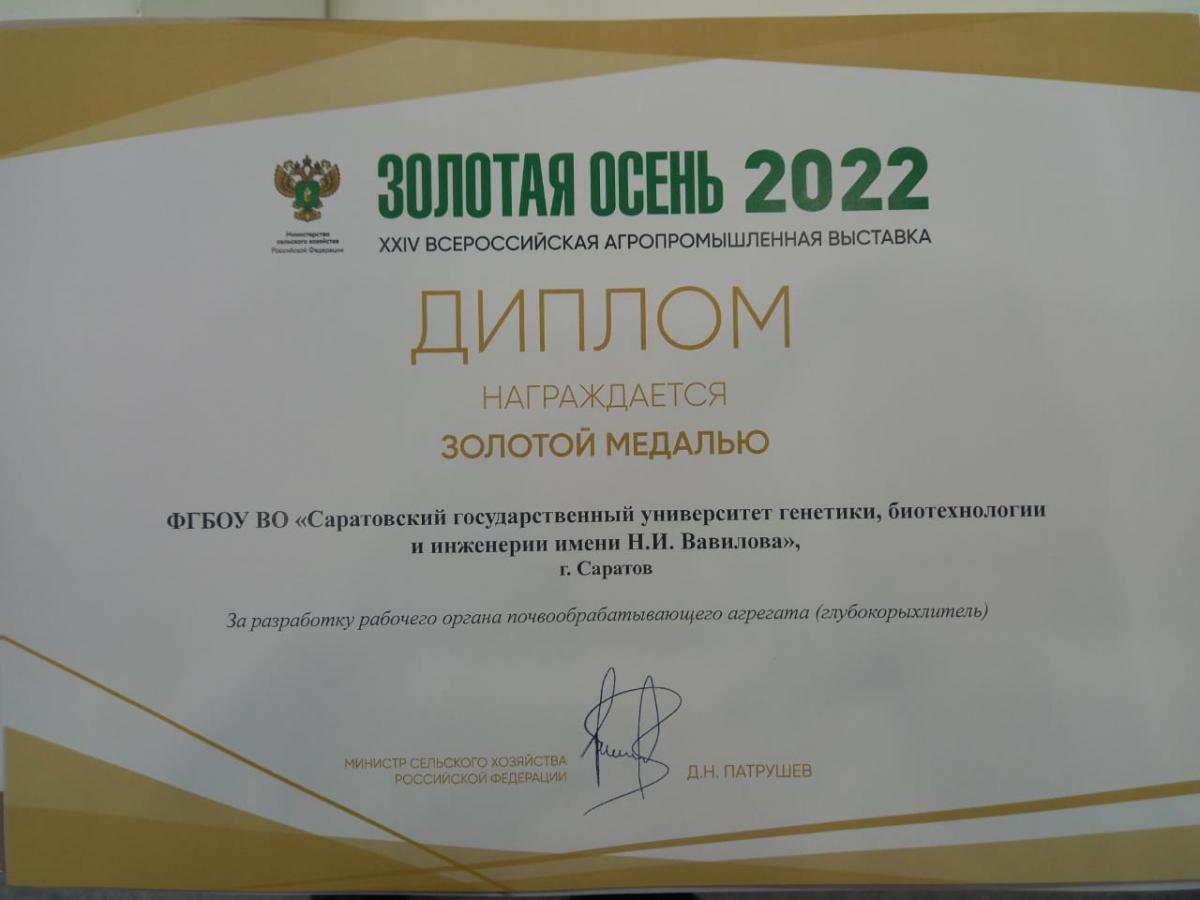 ЗОЛОТАЯ ОСЕНЬ 2022
XXIV ВСЕРОССИЙСКАЯ АГРОПРОМЫШЛЕННАЯ ВЫСТАВКА
Министерство
сельского хозяйства
Российской Федерации
ДИПЛОМ
НАГРАЖДАЕТСЯ
ЗОЛОТОЙ МЕДАЛЬЮ
ФГБОУ ВО «Саратовский государственный университет генетики, биотехнологии
и инженерии имени Н.И. Вавилова»,
г. Саратов
За разработку рабочего органа почвообрабатывающего агрегата (глубокорыхлитель)
МИНИСТР СЕЛЬСКОГО ХОЗЯЙСТВА
РОССИЙСКОЙ ФЕДЕРАЦИИ
Д.Н. ПАТРУШЕВ